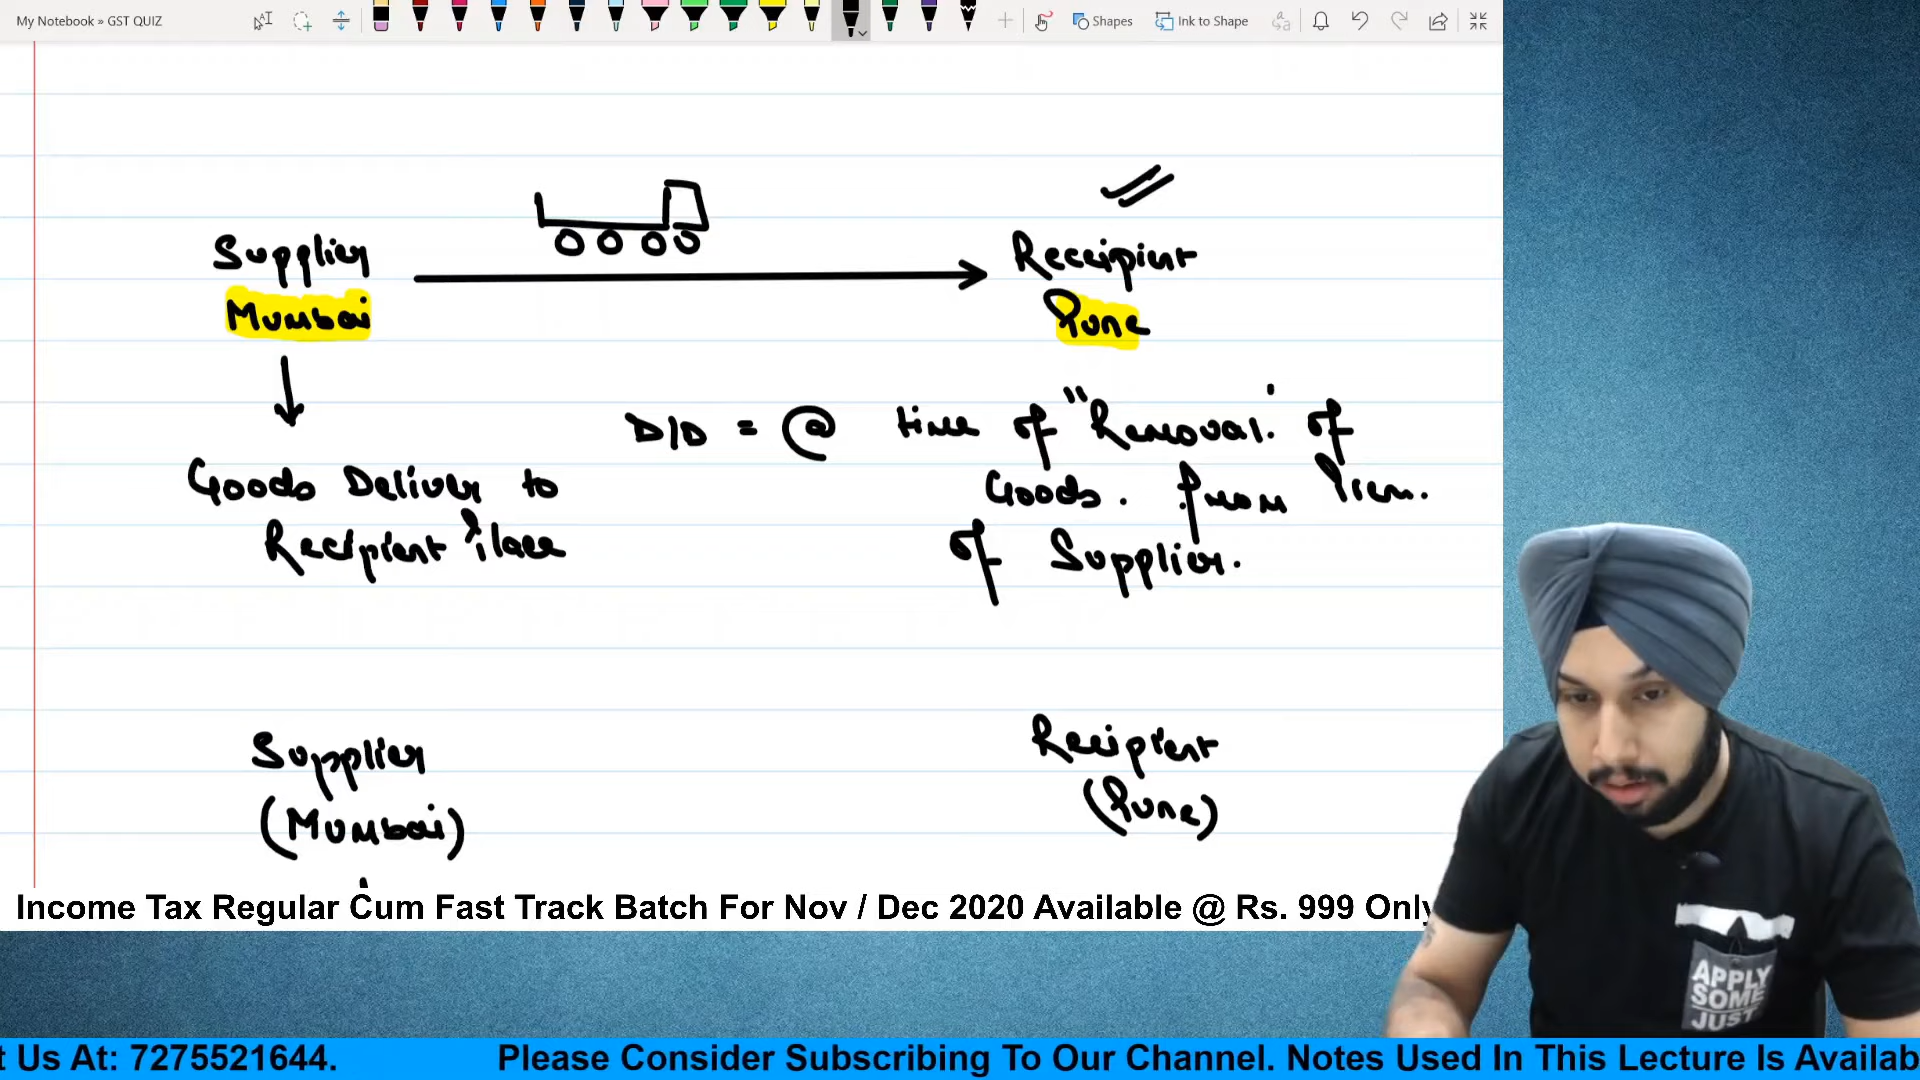 My Notebook » GST QUIZ
Shapes
Ink to Shape
Supplier
Receipient
Mumbai
Pune
D/D = @ time of "Removal" of
Goods Deliver to
Goods. from Prem.
Recipient Place
of Supplier.
Supplier
Recipient
(Mumbai)
(Pune)
Income Tax Regular Cum Fast Track Batch For Nov / Dec 2020 Available @ Rs. 999 Only
APPLY
SOME
JUST
t Us At: 7275521644. Please Consider Subscribing To Our Channel. Notes Used In This Lecture Is Availab